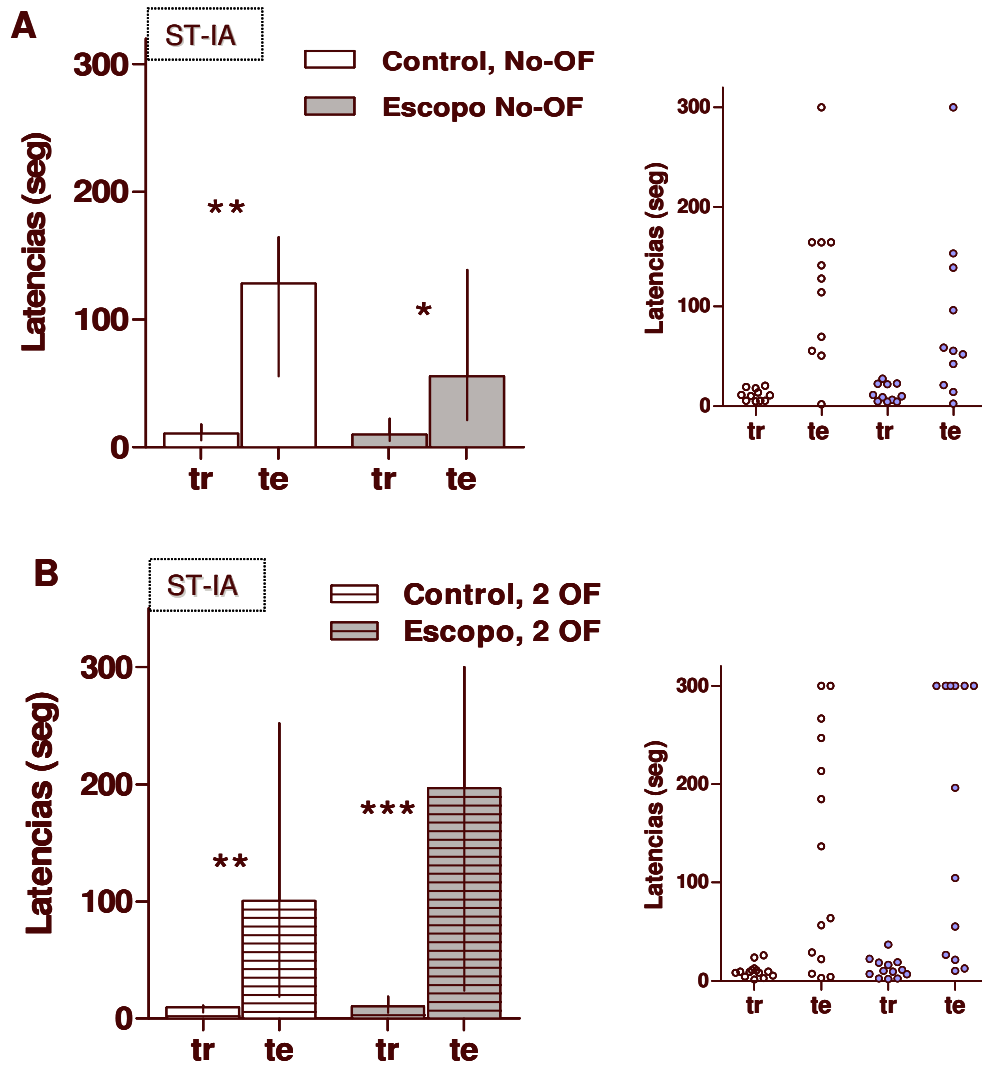 A
ST-IA
Control, No-OF
Escopo No-OF
Latencias (seg)
300
200
100
0
**
*
tr te tr te
Latencias (seg)
300
200
100
0
tr te tr te
B
ST-IA
Control, 2 OF
Escopo, 2 OF
Latencias (seg)
300
200
100
0
**
***
tr te tr te
Latencias (seg)
300
200
100
0
tr te tr te